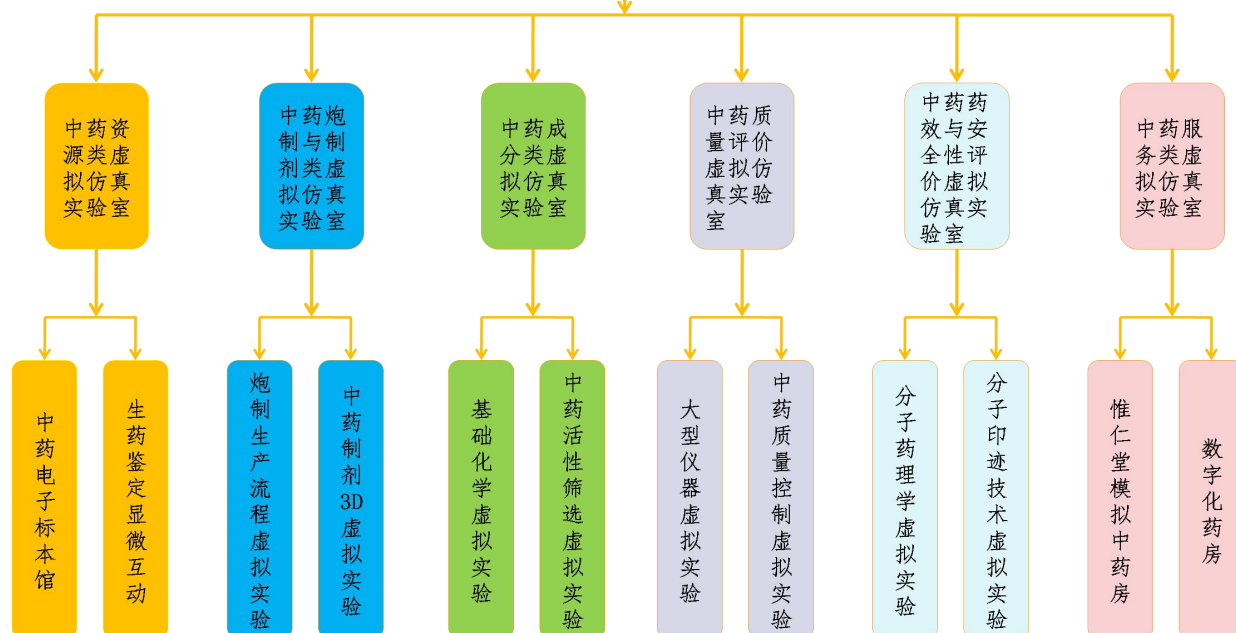 中药资
源类虚
拟仿真
实验室
中药炮
制与制
剂类虚
拟仿真
实验室
中药成
分类虚
拟仿真
实验室
中药质
量评价
虚拟仿
真实验
室
中药药
效与安
全性评
价虚拟
仿真实
验室
中药服
务类虚
拟仿真
实验室
中药电子标本馆
生药鉴定显微互动
炮制生产流程虚拟实验
中药制剂3D虚拟实验
基础化学虚拟实验
中药活性筛选虚拟实验
大型仪器虚拟实验
中药质量控制虚拟实验
分子药理学虚拟实验
分子印迹技术虚拟实验
惟仁堂模拟中药房
数字化药房